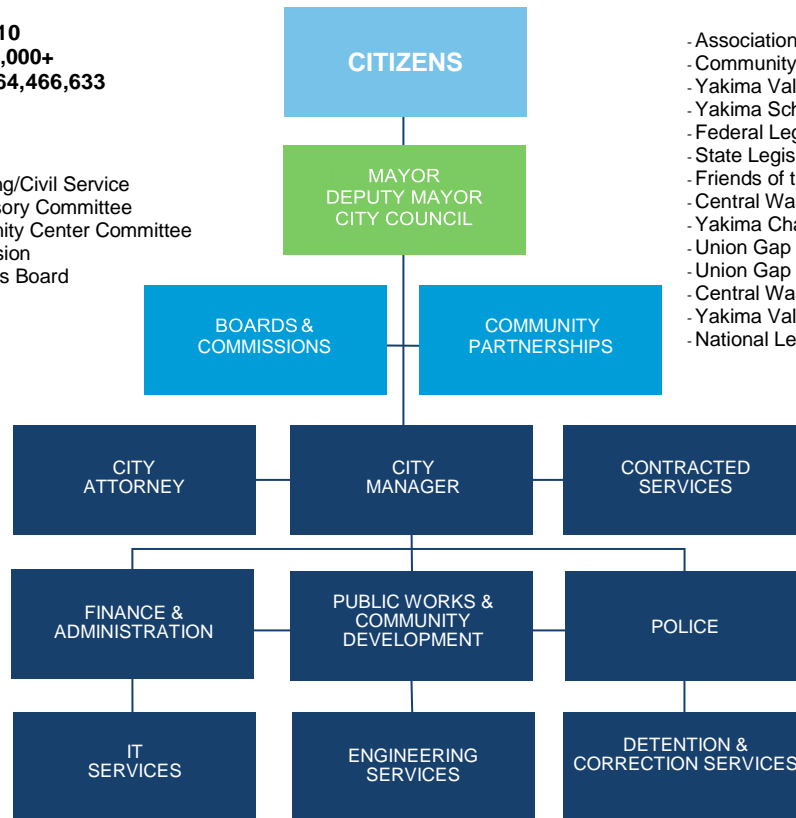 10
,000+
64,466,633
ng/Civil Service
sory Committee
nity Center Committee
sion
s Board
CITIZENS
MAYOR
DEPUTY MAYOR
CITY COUNCIL
- Association
- Community
- Yakima Val
- Yakima Sch
- Federal Leg
- State Legis
- Friends of t
- Central Wa
- Yakima Cha
- Union Gap
- Union Gap
- Central Wa
- Yakima Val
- National Le
BOARDS &
COMMISSIONS
COMMUNITY
PARTNERSHIPS
CITY
ATTORNEY
CITY
MANAGER
CONTRACTED
SERVICES
FINANCE &
ADMINISTRATION
PUBLIC WORKS &
COMMUNITY
DEVELOPMENT
POLICE
IT
SERVICES
ENGINEERING
SERVICES
DETENTION &
CORRECTION SERVICES